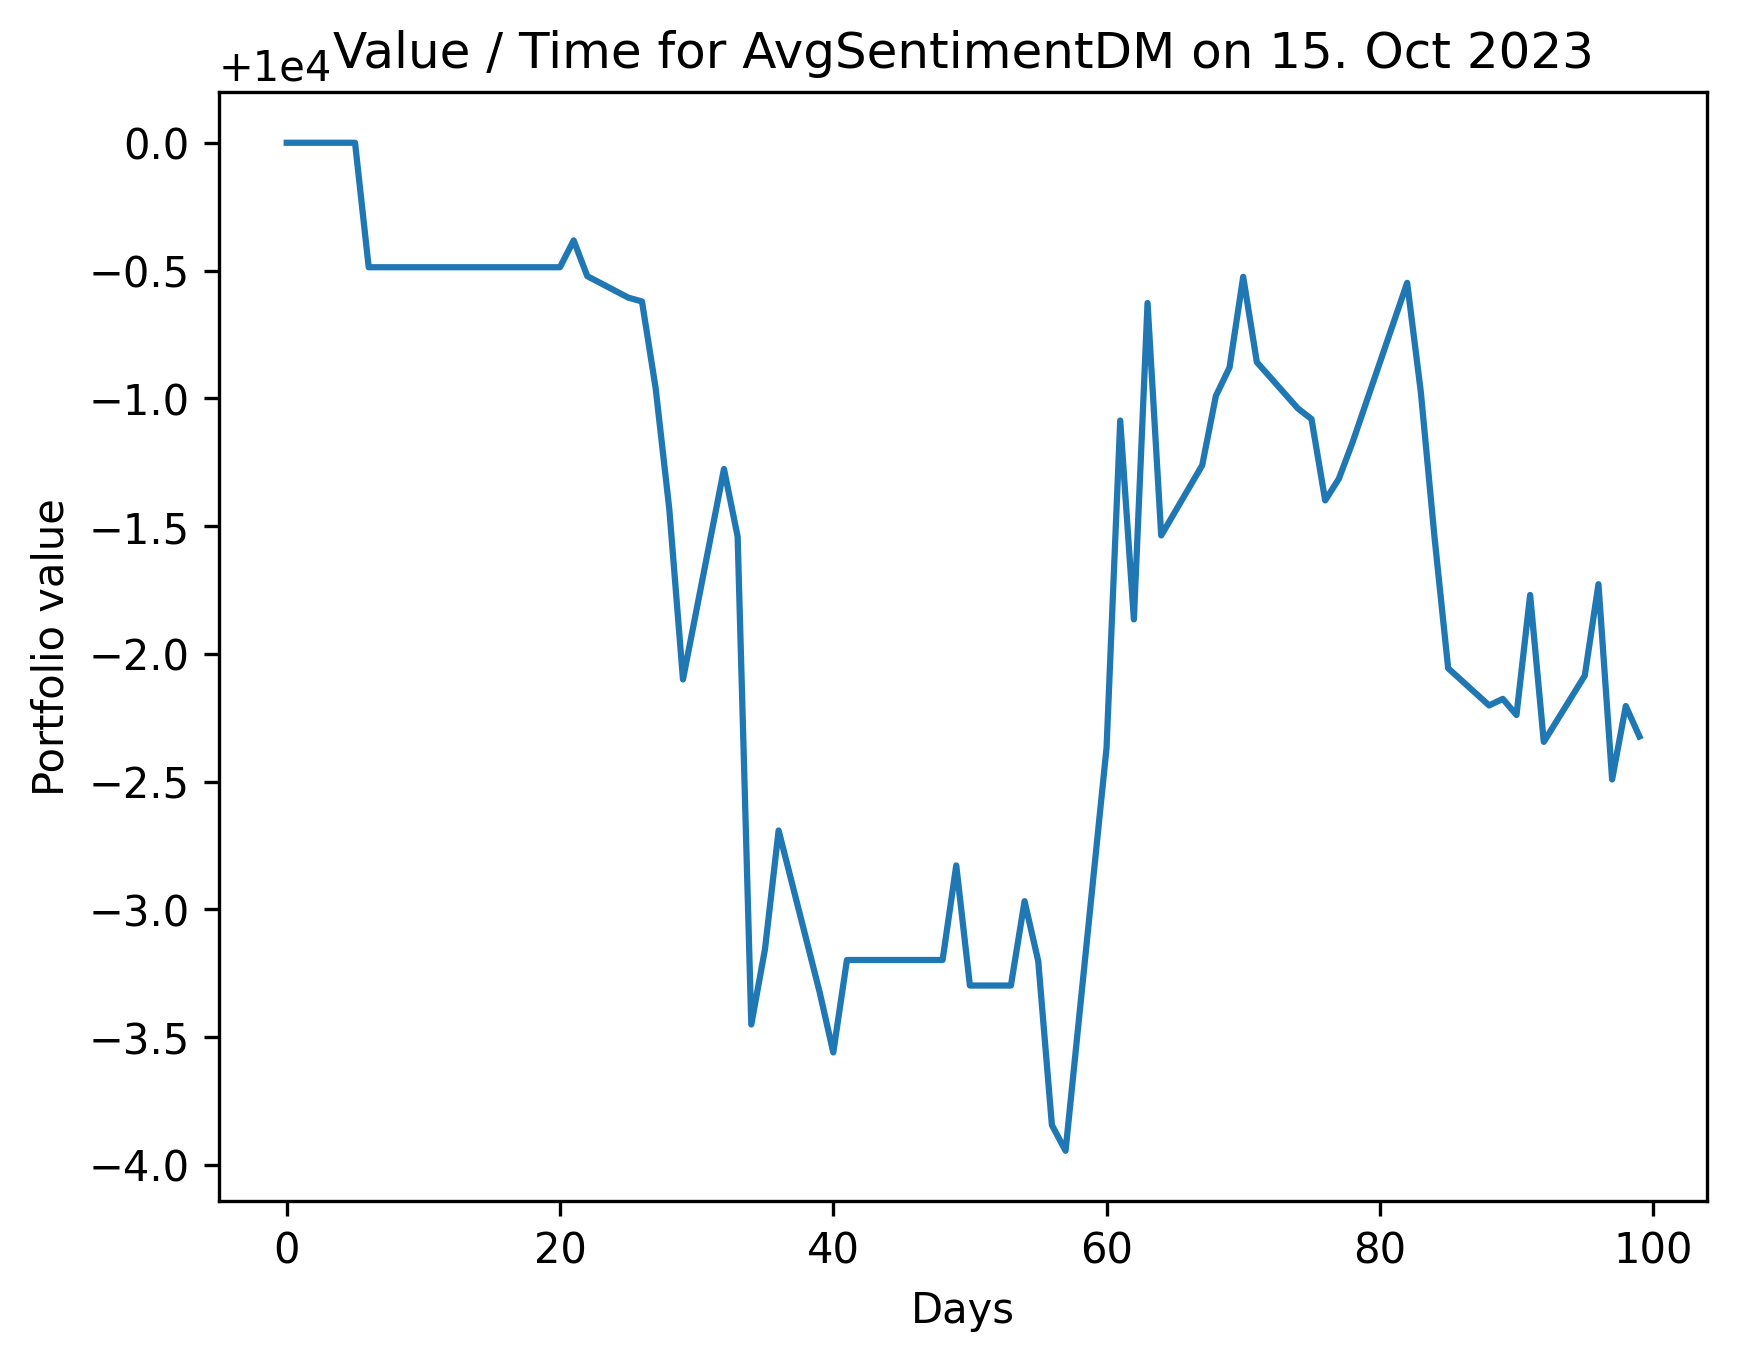 Value / Time for AvgSentimentDM on 15. Oct 2023
+1e4
0.0
−0.5
−1.0
−1.5
−2.0
−2.5
−3.0
−3.5
−4.0
Portfolio value
0 20 40 60 80 100
Days